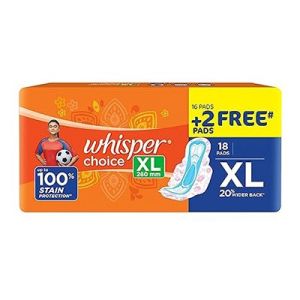 16 PADS
+2 FREE#
PADS
whisper®
choice
XL
260 mm
up to
100%
STAIN
PROTECTION*
18
PADS
XL
20% WIDER BACK^